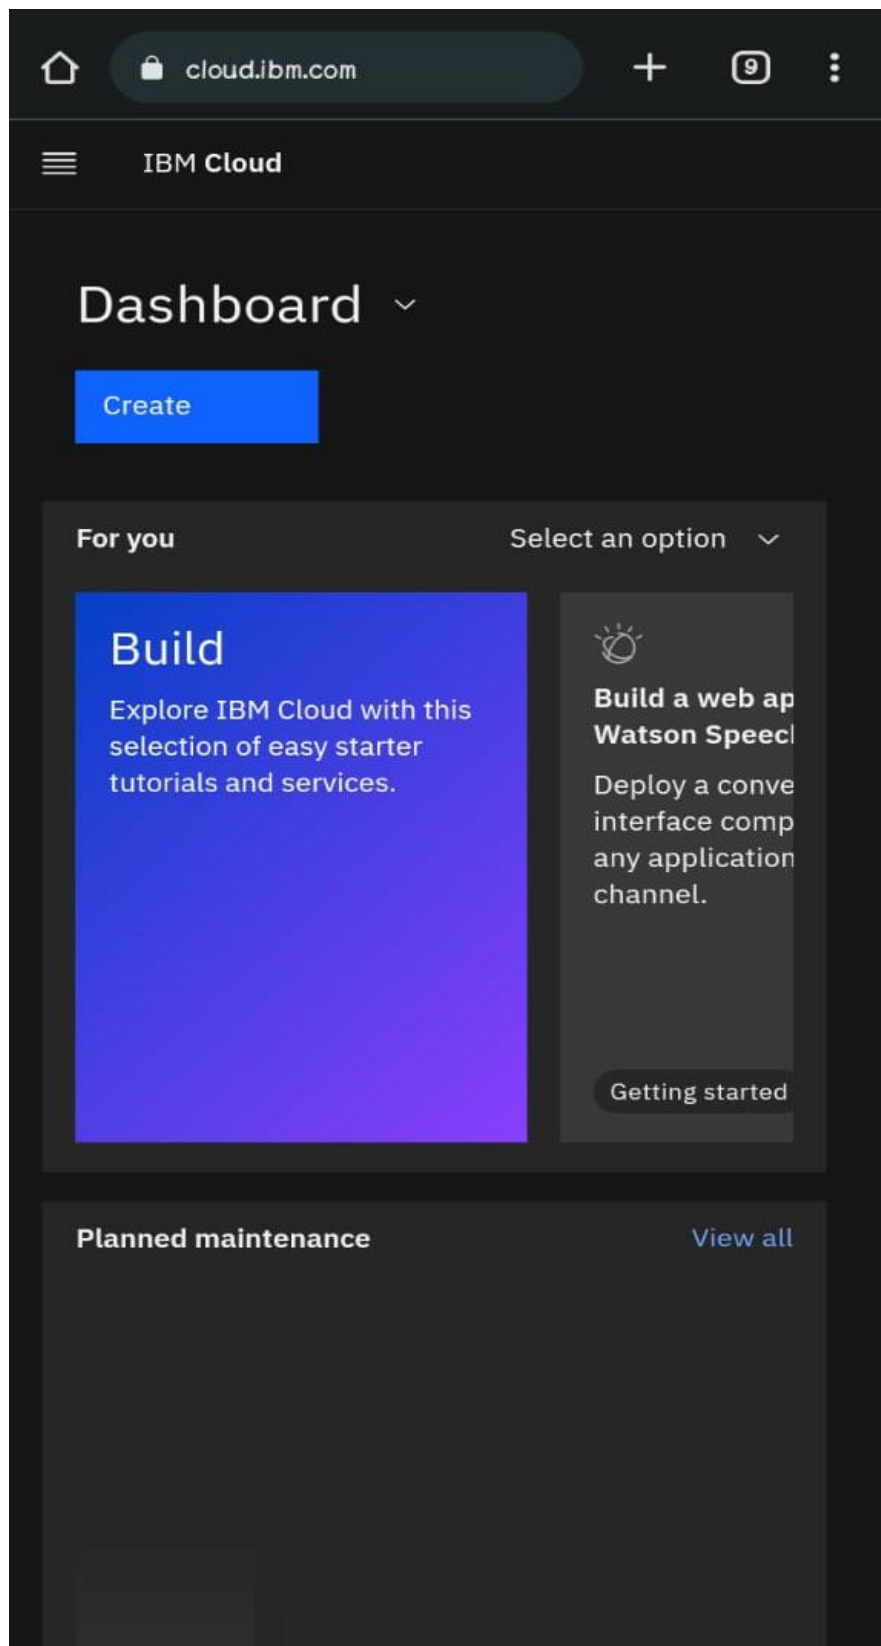 cloud.ibm.com
9
IBM Cloud
Dashboard
Create
For you
Select an option
Build
Explore IBM Cloud with this
selection of easy starter
tutorials and services.
Build a web ap
Watson Speec
Deploy a conve
interface comp
any application
channel.
Getting started
Planned maintenance
View all